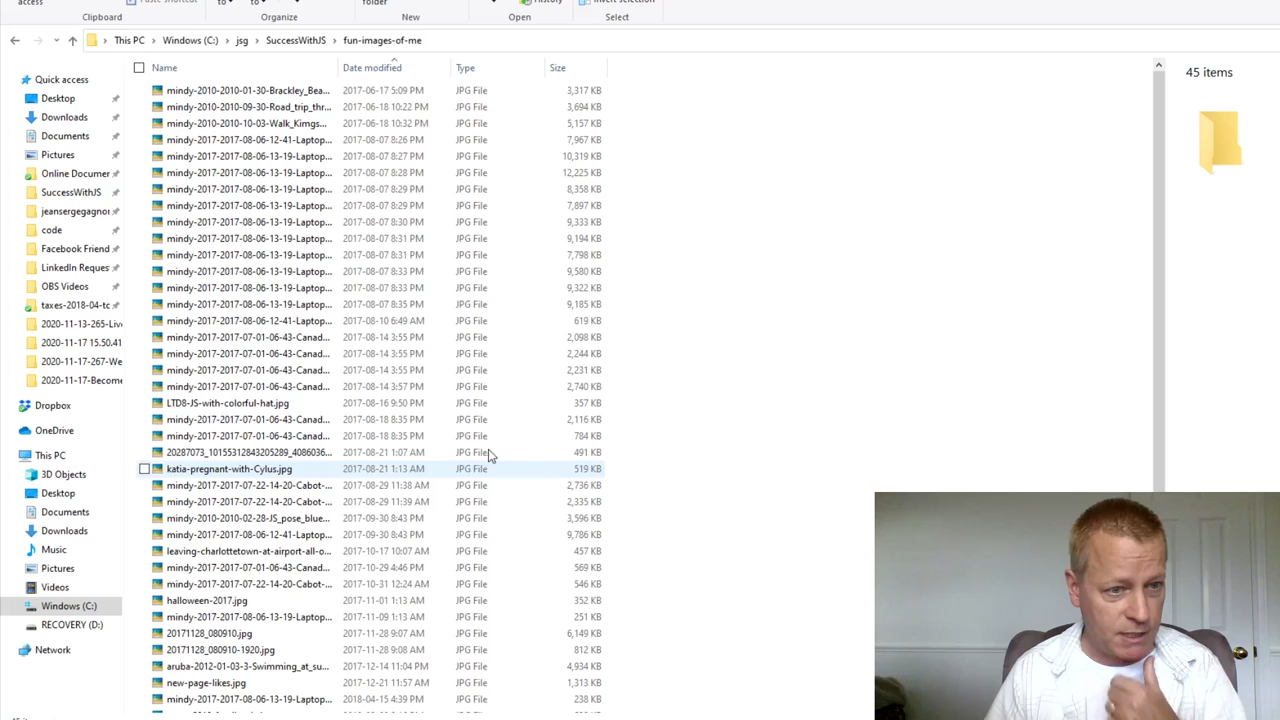 access
Paste shortcut
to
to
folder
History
Invert selection
Clipboard
Organize
New
Open
Select
This PC
Windows (C:)
jsg
SuccessWithJS
fun-images-of-me
Name
Date modified
Type
Size
45 items
Quick access
Desktop
Downloads
Documents
Pictures
Online Documer
SuccessWithJS
jeansergegagnor
code
Facebook Friend
LinkedIn Reques
OBS Videos
taxes-2018-04-tc
2020-11-13-265-Live
2020-11-17 15.50.41
2020-11-17-267-We
2020-11-17-Become
Dropbox
OneDrive
This PC
3D Objects
Desktop
Documents
Downloads
Music
Pictures
Videos
Windows (C:)
RECOVERY (D:)
Network
mindy-2010-2010-01-30-Brackley_Bea... 2017-06-17 5:09 PM JPG File 3,317 KB
mindy-2010-2010-09-30-Road_trip_thr... 2017-06-18 10:22 PM JPG File 3,694 KB
mindy-2010-2010-10-03-Walk_Kimgs... 2017-06-18 10:32 PM JPG File 5,157 KB
mindy-2017-2017-08-06-12-41-Laptop... 2017-08-07 8:26 PM JPG File 7,967 KB
mindy-2017-2017-08-06-13-19-Laptop... 2017-08-07 8:27 PM JPG File 10,319 KB
mindy-2017-2017-08-06-13-19-Laptop... 2017-08-07 8:28 PM JPG File 12,225 KB
mindy-2017-2017-08-06-13-19-Laptop... 2017-08-07 8:29 PM JPG File 8,358 KB
mindy-2017-2017-08-06-13-19-Laptop... 2017-08-07 8:29 PM JPG File 7,897 KB
mindy-2017-2017-08-06-13-19-Laptop... 2017-08-07 8:30 PM JPG File 9,333 KB
mindy-2017-2017-08-06-13-19-Laptop... 2017-08-07 8:31 PM JPG File 9,194 KB
mindy-2017-2017-08-06-13-19-Laptop... 2017-08-07 8:31 PM JPG File 7,798 KB
mindy-2017-2017-08-06-13-19-Laptop... 2017-08-07 8:33 PM JPG File 9,580 KB
mindy-2017-2017-08-06-13-19-Laptop... 2017-08-07 8:33 PM JPG File 9,322 KB
mindy-2017-2017-08-06-13-19-Laptop... 2017-08-07 8:35 PM JPG File 9,185 KB
mindy-2017-2017-08-06-12-41-Laptop... 2017-08-10 6:49 AM JPG File 619 KB
mindy-2017-2017-07-01-06-43-Canad... 2017-08-14 3:55 PM JPG File 2,098 KB
mindy-2017-2017-07-01-06-43-Canad... 2017-08-14 3:55 PM JPG File 2,244 KB
mindy-2017-2017-07-01-06-43-Canad... 2017-08-14 3:55 PM JPG File 2,231 KB
mindy-2017-2017-07-01-06-43-Canad... 2017-08-14 3:57 PM JPG File 2,740 KB
LTD8-JS-with-colorful-hat.jpg 2017-08-16 9:50 PM JPG File 357 KB
mindy-2017-2017-07-01-06-43-Canad... 2017-08-18 8:35 PM JPG File 2,116 KB
mindy-2017-2017-07-01-06-43-Canad... 2017-08-18 8:35 PM JPG File 784 KB
20287073_10155312843205289_4086036... 2017-08-21 1:07 AM JPG File 491 KB
katia-pregnant-with-Cylus.jpg 2017-08-21 1:13 AM JPG File 519 KB
mindy-2017-2017-07-22-14-20-Cabot-... 2017-08-29 11:38 AM JPG File 2,736 KB
mindy-2017-2017-07-22-14-20-Cabot-... 2017-08-29 11:39 AM JPG File 2,335 KB
mindy-2010-2010-02-28-JS_pose_blue... 2017-09-30 8:43 PM JPG File 3,596 KB
mindy-2017-2017-08-06-12-41-Laptop... 2017-09-30 8:43 PM JPG File 9,786 KB
leaving-charlottetown-at-airport-all-o... 2017-10-17 10:07 AM JPG File 457 KB
mindy-2017-2017-07-01-06-43-Canad... 2017-10-29 4:46 PM JPG File 569 KB
mindy-2017-2017-07-22-14-20-Cabot-... 2017-10-31 12:24 AM JPG File 546 KB
halloween-2017.jpg 2017-11-01 1:13 AM JPG File 352 KB
mindy-2017-2017-08-06-13-19-Laptop... 2017-11-09 1:13 AM JPG File 251 KB
20171128_080910.jpg 2017-11-28 9:07 AM JPG File 6,149 KB
20171128_080910-1920.jpg 2017-11-28 9:08 AM JPG File 812 KB
aruba-2012-01-03-3-Swimming_at_su... 2017-12-14 11:04 PM JPG File 4,934 KB
new-page-likes.jpg 2017-12-21 11:57 AM JPG File 1,313 KB
mindy-2017-2017-08-06-13-19-Laptop... 2018-04-15 4:39 PM JPG File 238 KB